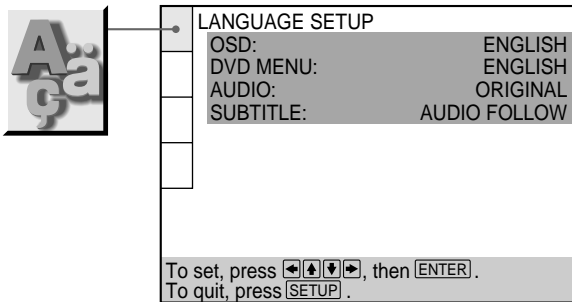 Aäç
LANGUAGE SETUP
OSD: ENGLISH
DVD MENU: ENGLISH
AUDIO: ORIGINAL
SUBTITLE: AUDIO FOLLOW
To set, press ←↑↓→, then ENTER .
To quit, press SETUP .